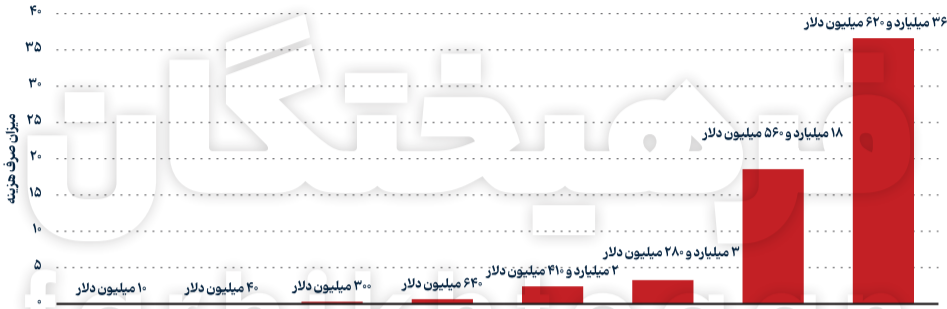 ۴۰
۳۵
۳۰
۲۵
۲۰
۱۵
۱۰
۵
۰
میزان صرف هزینه
۳۶ میلیارد و ۶۲۰ میلیون دلار
۱۸ میلیارد و ۵۶۰ میلیون دلار
۳ میلیارد و ۲۸۰ میلیون دلار
۲ میلیارد و ۴۱۰ میلیون دلار
۶۴۰ میلیون دلار
۳۰۰ میلیون دلار
۴۰ میلیون دلار
۱۰ میلیون دلار
فرهیختگان